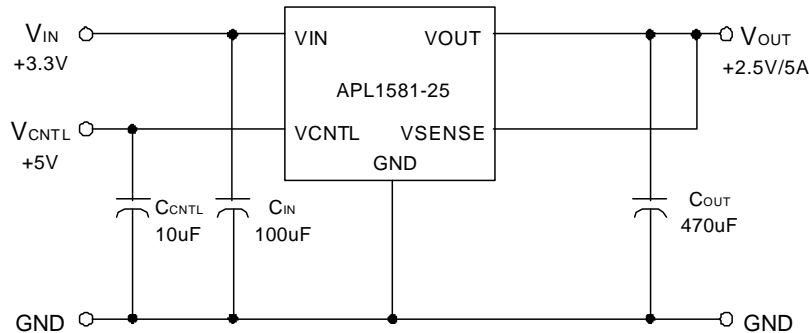 VIN
+3.3V
VCNTL
+5V
VIN
VOUT
APL1581-25
VCNTL
VSENSE
GND
VOUT
+2.5V/5A
CCNTL
10uF
CIN
100uF
COUT
470uF
GND
GND